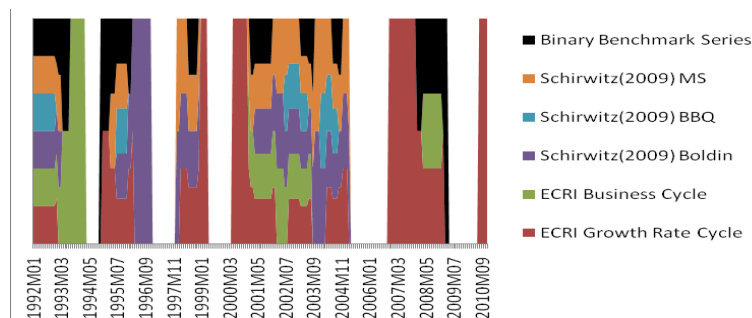 Binary Benchmark Series
Schirwitz(2009) MS
Schirwitz(2009) BBQ
Schirwitz(2009) Boldin
ECRI Business Cycle
ECRI Growth Rate Cycle
1992M01
1993M03
1994M05
1995M07
1996M09
1997M11
1999M01
2000M03
2001M05
2002M07
2003M09
2004M11
2006M01
2007M03
2008M05
2009M07
2010M09